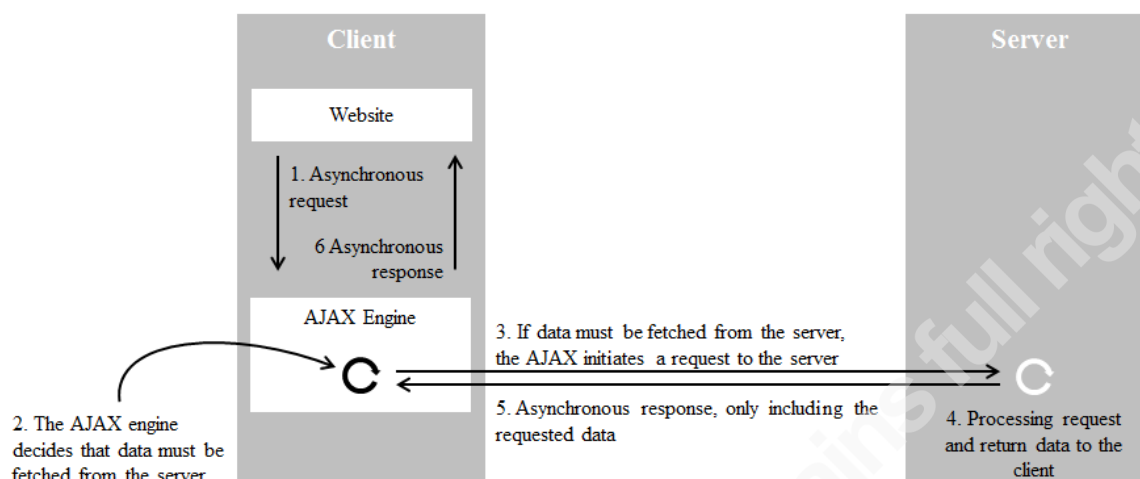 Client
Server
Website
1. Asynchronous
request
6 Asynchronous
response
AJAX Engine
3. If data must be fetched from the server,
the AJAX initiates a request to the server
5. Asynchronous response, only including the
requested data
2. The AJAX engine
decides that data must be
fetched from the server
4. Processing request
and return data to the
client
ins full right